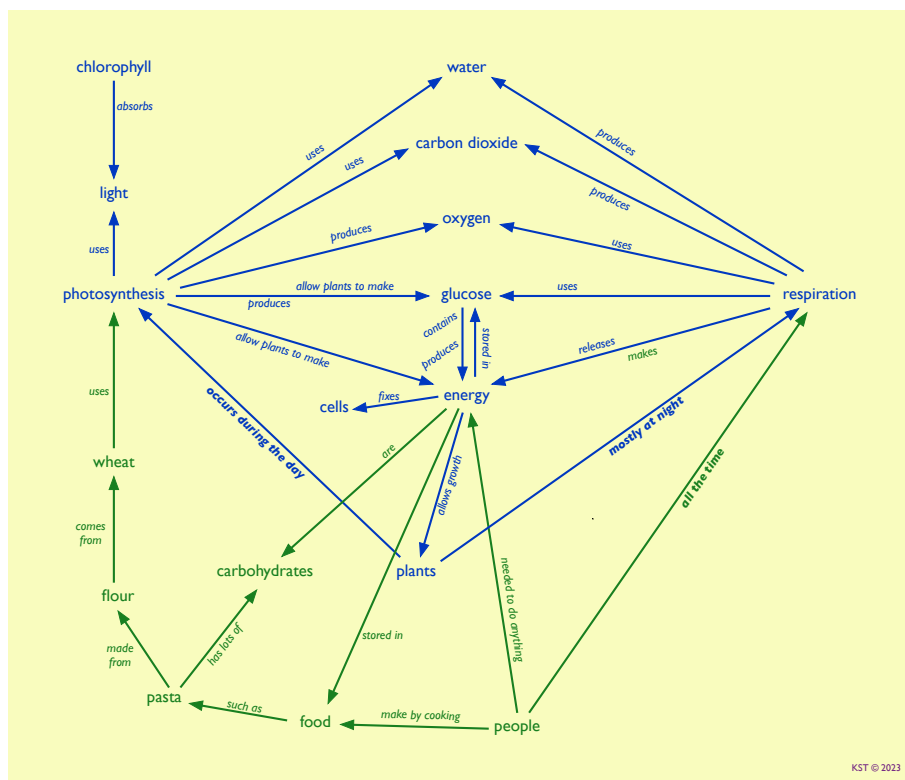 chlorophyll
water
absorbs
uses
produces
carbon dioxide
uses
produces
light
oxygen
produces
uses
uses
photosynthesis
allow plants to make
produces
glucose
uses
respiration
contains
produces
stored in
allow plants to make
releases
makes
energy
fixes
cells
occurs during the day
mostly at night
uses
are
allows growth
all the time
wheat
comes
from
carbohydrates
plants
needed to do anything
flour
made
from
has lots of
stored in
pasta
such as
food
make by cooking
people
KST © 2023